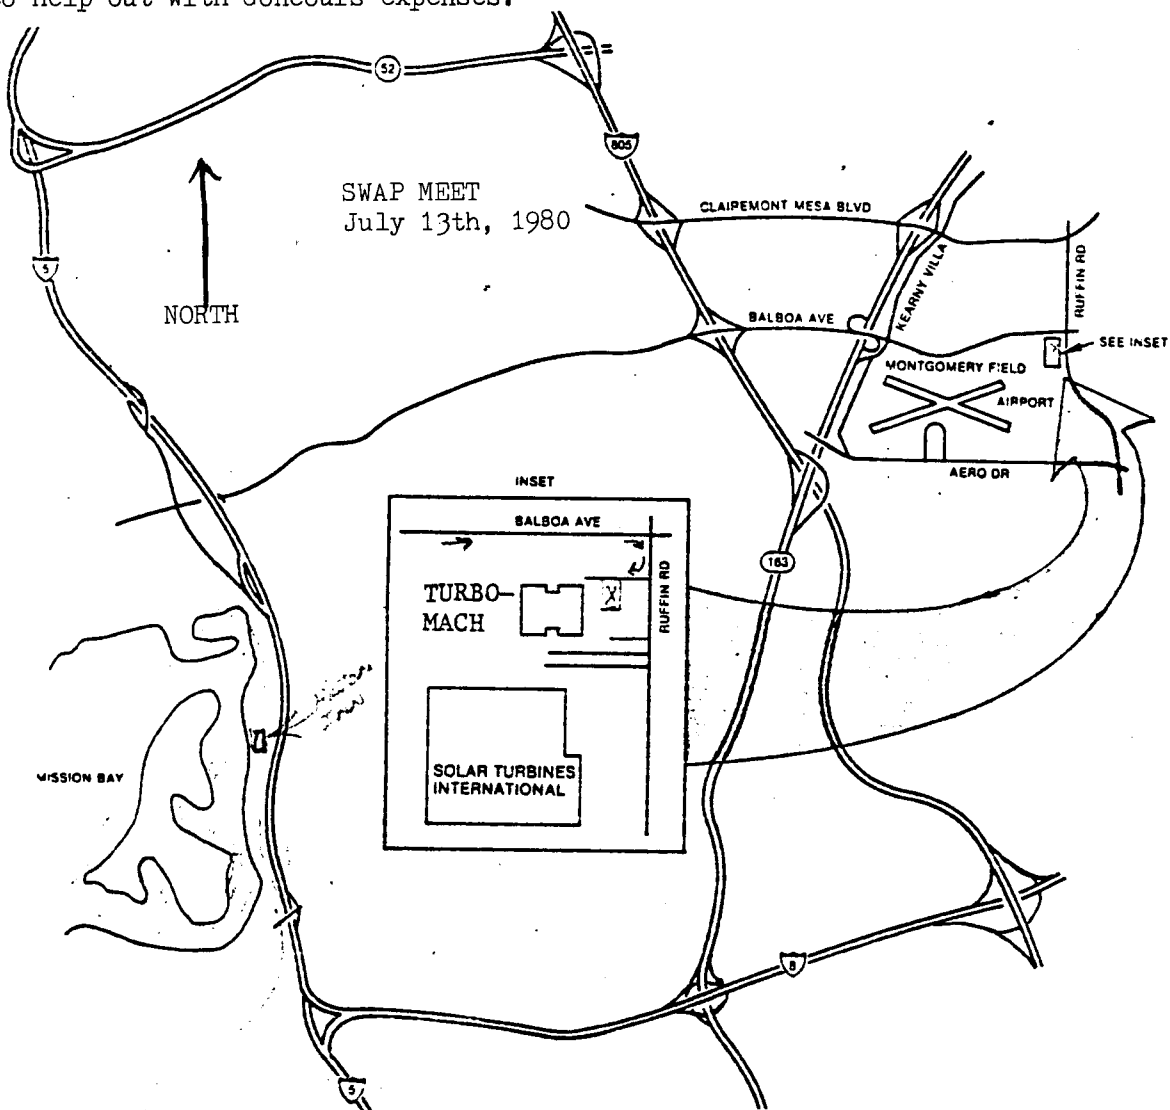 help out with Concours expenses.
52
805
SWAP MEET
July 13th, 1980
CLAIREMONT MESA BLVD
5
KEARNY VILLA
RUFFIN RD
NORTH
BALBOA AVE
SEE INSET
MONTGOMERY FIELD
AIRPORT
AERO DR
INSET
BALBOA AVE
163
TURBO-
MACH
X
RUFFIN RD
MISSION BAY
SOLAR TURBINES
INTERNATIONAL
8
5